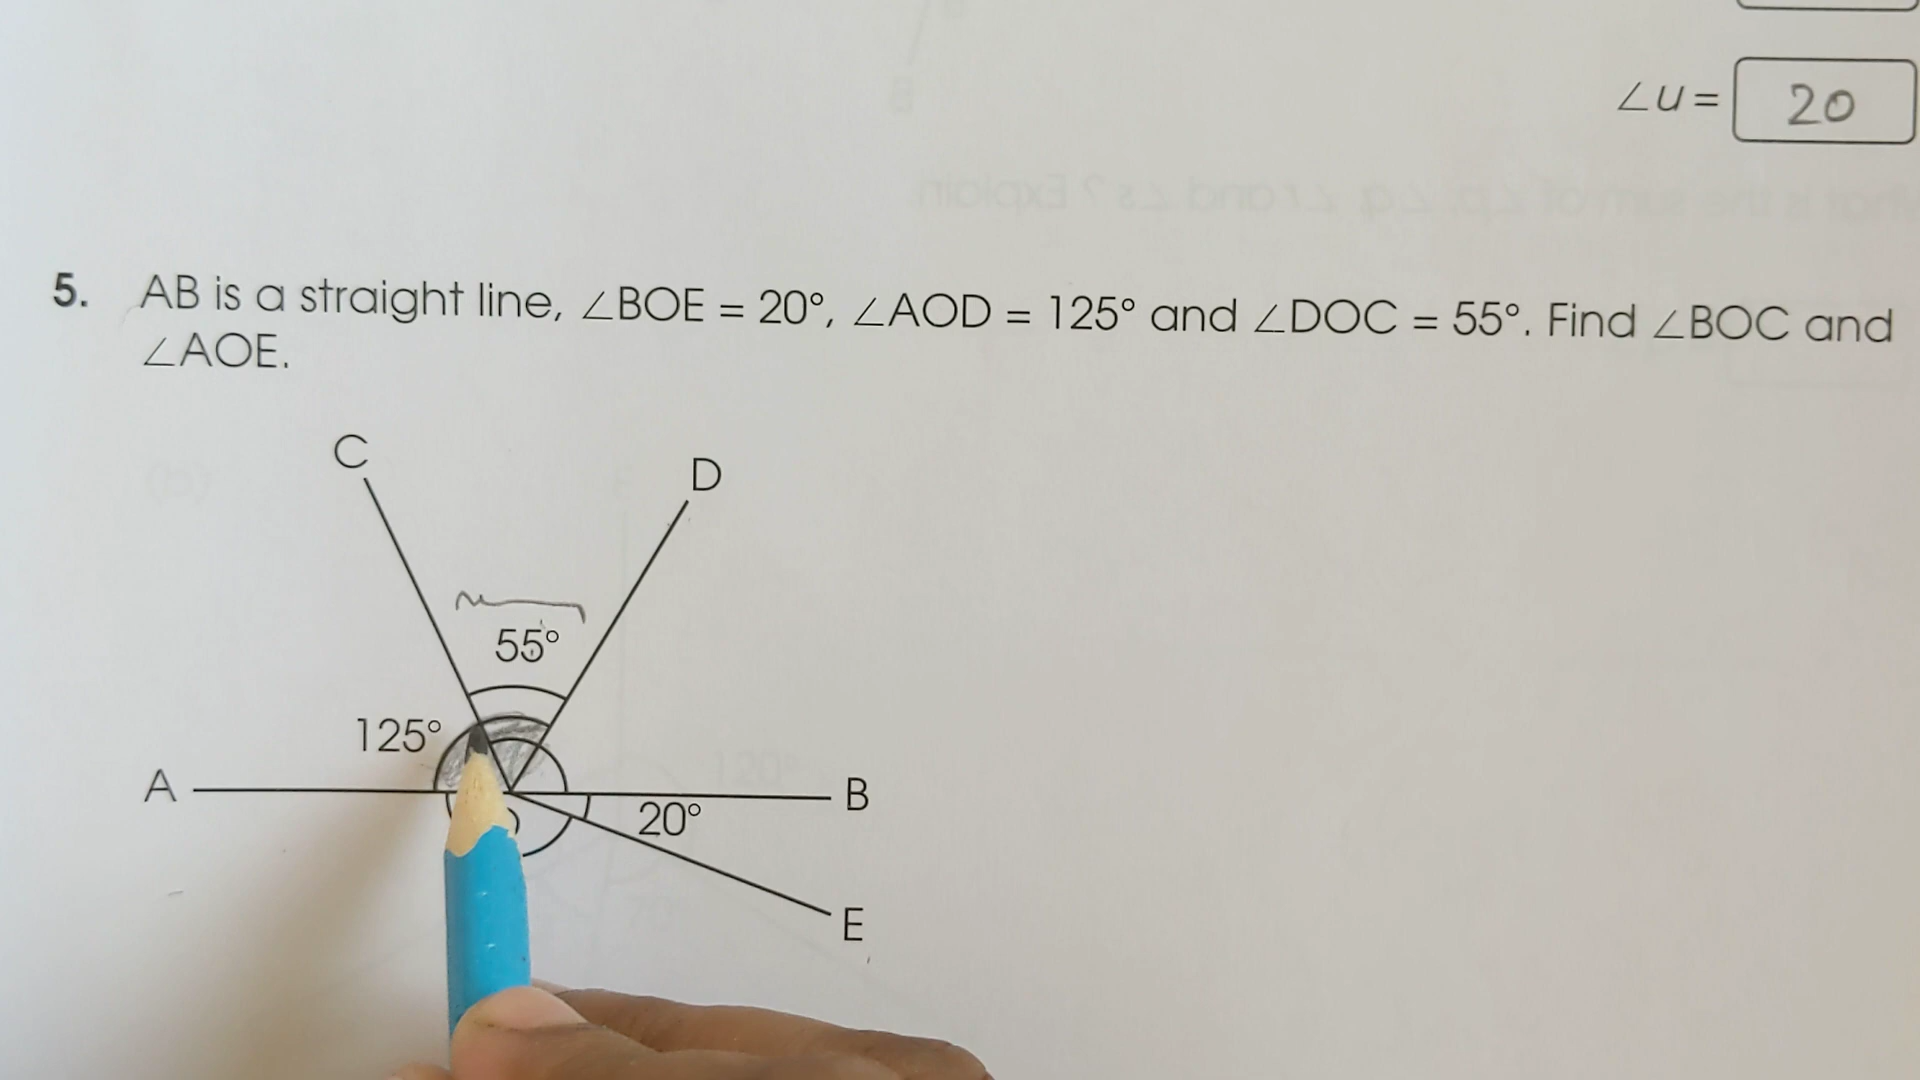 ∠u = 20
5. AB is a straight line, ∠BOE = 20°, ∠AOD = 125° and ∠DOC = 55°. Find ∠BOC and
∠AOE.
C
D
55°
125°
A
B
20°
E